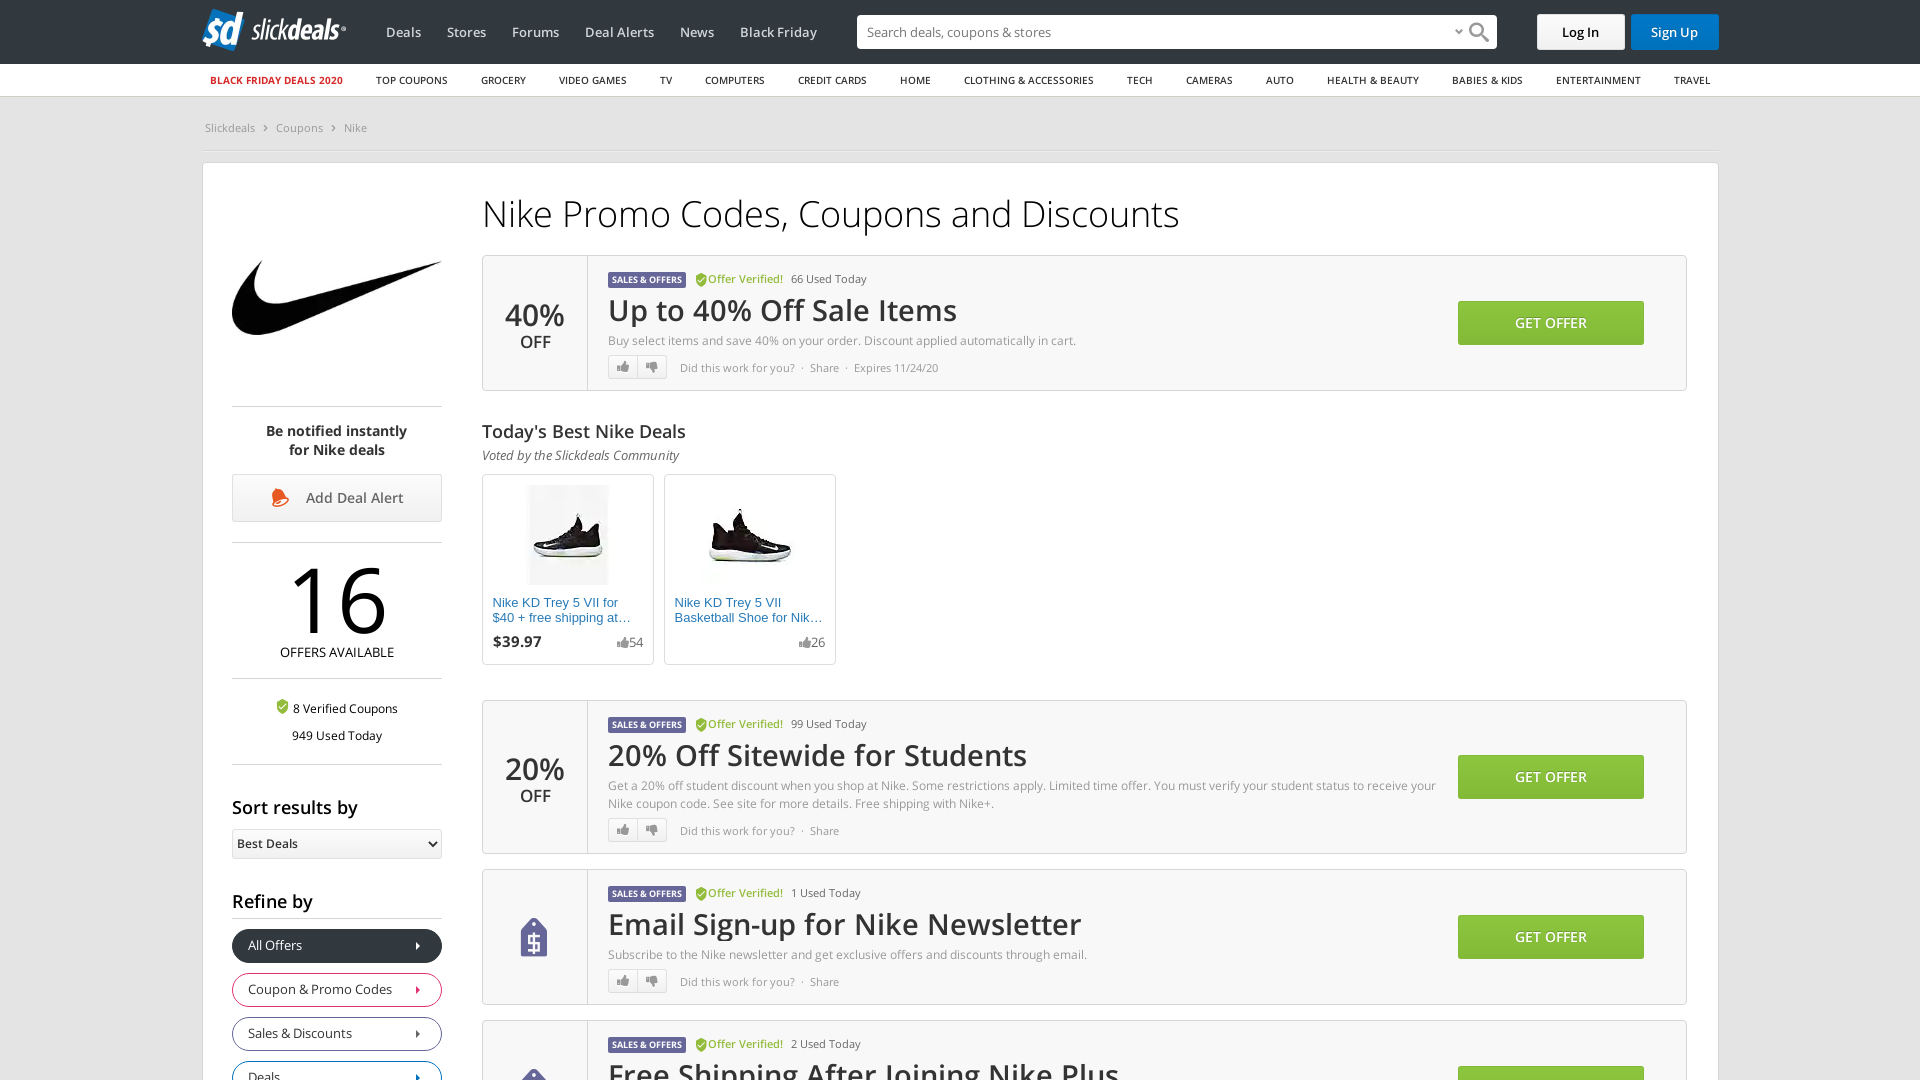 slickdeals
Deals
Stores
Forums
Deal Alerts
News
Black Friday
Search deals, coupons & stores
Log In
Sign Up
BLACK FRIDAY DEALS 2020
TOP COUPONS
GROCERY
VIDEO GAMES
TV
COMPUTERS
CREDIT CARDS
HOME
CLOTHING & ACCESSORIES
TECH
CAMERAS
AUTO
HEALTH & BEAUTY
BABIES & KIDS
ENTERTAINMENT
TRAVEL
Slickdeals > Coupons > Nike
Be notified instantly
for Nike deals
Add Deal Alert
16
OFFERS AVAILABLE
8 Verified Coupons
949 Used Today
Sort results by
Best Deals
Refine by
All Offers
Coupon & Promo Codes
Sales & Discounts
Deals
Nike Promo Codes, Coupons and Discounts
40%
OFF
SALES & OFFERS Offer Verified! 66 Used Today
Up to 40% Off Sale Items
Buy select items and save 40% on your order. Discount applied automatically in cart.
Did this work for you? · Share · Expires 11/24/20
GET OFFER
Today's Best Nike Deals
Voted by the Slickdeals Community
Nike KD Trey 5 VII for
$40 + free shipping at…
$39.97 54
Nike KD Trey 5 VII
Basketball Shoe for Nik…
26
20%
OFF
SALES & OFFERS Offer Verified! 99 Used Today
20% Off Sitewide for Students
Get a 20% off student discount when you shop at Nike. Some restrictions apply. Limited time offer. You must verify your student status to receive your
Nike coupon code. See site for more details. Free shipping with Nike+.
Did this work for you? · Share
GET OFFER
SALES & OFFERS Offer Verified! 1 Used Today
Email Sign-up for Nike Newsletter
Subscribe to the Nike newsletter and get exclusive offers and discounts through email.
Did this work for you? · Share
GET OFFER
SALES & OFFERS Offer Verified! 2 Used Today
Free Shipping After Joining Nike Plus